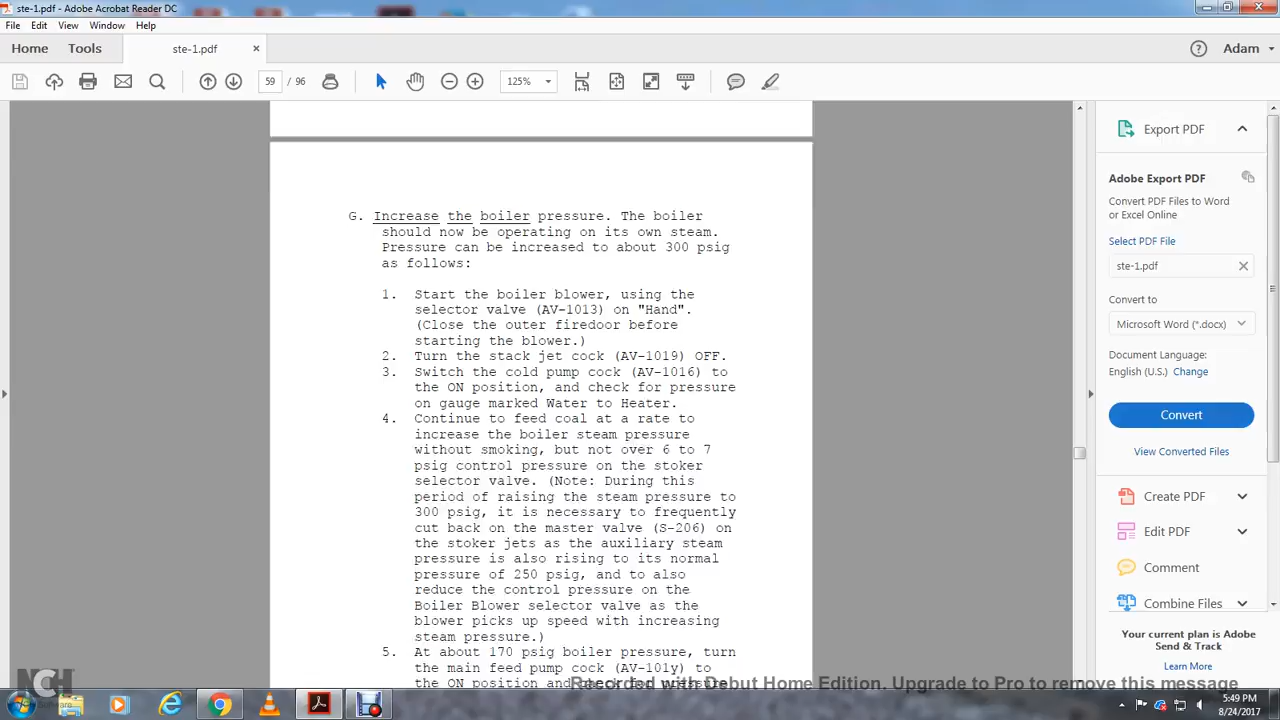 ste-1.pdf - Adobe Acrobat Reader DC
File Edit View Window Help
Home Tools ste-1.pdf × Adam
59 / 96 125%
G. Increase the boiler pressure. The boiler
should now be operating on its own steam.
Pressure can be increased to about 300 psig
as follows:
1. Start the boiler blower, using the
selector valve (AV-1013) on "Hand".
(Close the outer firedoor before
starting the blower.)
2. Turn the stack jet cock (AV-1019) OFF.
3. Switch the cold pump cock (AV-1016) to
the ON position, and check for pressure
on gauge marked Water to Heater.
4. Continue to feed coal at a rate to
increase the boiler steam pressure
without smoking, but not over 6 to 7
psig control pressure on the stoker
selector valve. (Note: During this
period of raising the steam pressure to
300 psig, it is necessary to frequently
cut back on the master valve (S-206) on
the stoker jets as the auxiliary steam
pressure is also rising to its normal
pressure of 250 psig, and to also
reduce the control pressure on the
Boiler Blower selector valve as the
blower picks up speed with increasing
steam pressure.)
5. At about 170 psig boiler pressure, turn
the main feed pump cock (AV-101y) to
the ON position and check for pressure
Export PDF
Adobe Export PDF
Convert PDF Files to Word
or Excel Online
Select PDF File
ste-1.pdf
Convert to
Microsoft Word (*.docx)
Document Language:
English (U.S.) Change
Convert
View Converted Files
Create PDF
Edit PDF
Comment
Combine Files
Your current plan is Adobe
Send & Track
Learn More
Recorded with Debut Home Edition. Upgrade to Pro to remove this message
NCH
Software
5:49 PM
8/24/2017